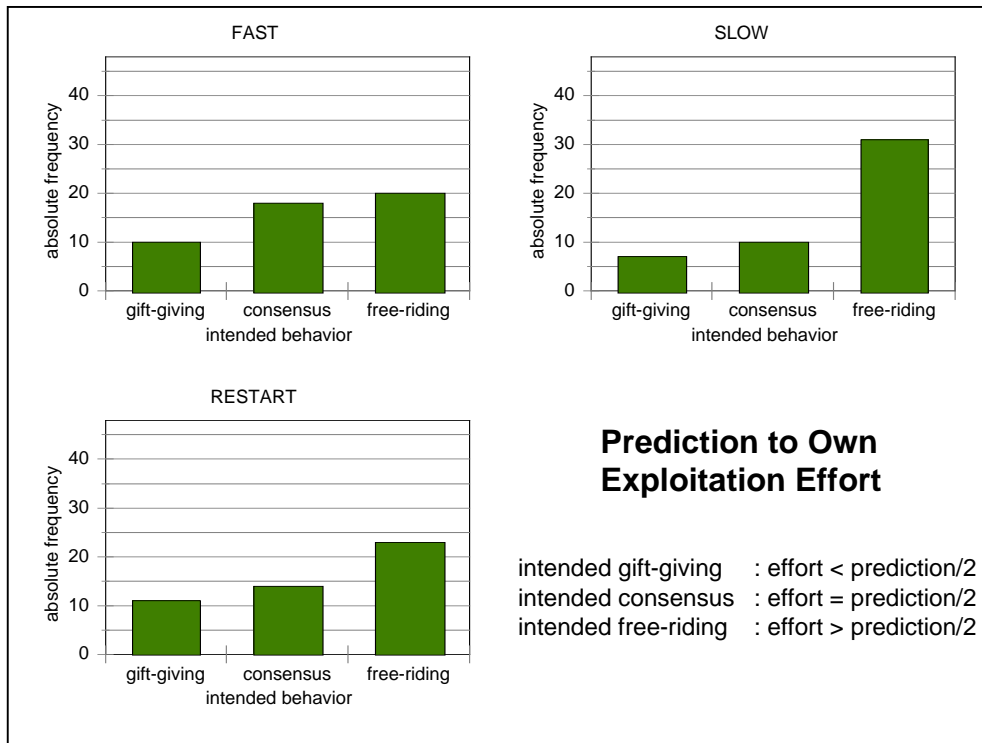 FAST
absolute frequency
40
30
20
10
0
gift-giving consensus free-riding
intended behavior
SLOW
absolute frequency
40
30
20
10
0
gift-giving consensus free-riding
intended behavior
RESTART
absolute frequency
40
30
20
10
0
gift-giving consensus free-riding
intended behavior
Prediction to Own
Exploitation Effort
intended gift-giving : effort < prediction/2
intended consensus : effort = prediction/2
intended free-riding : effort > prediction/2